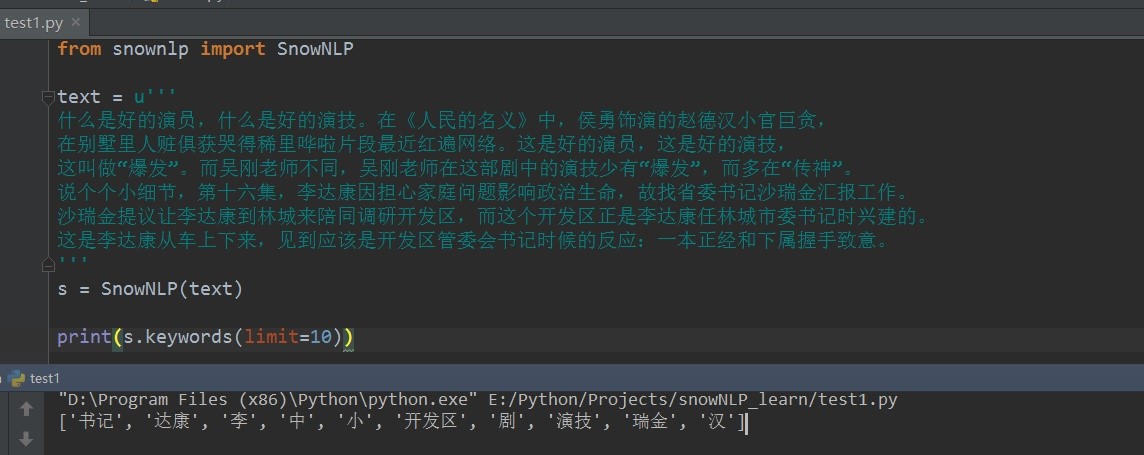 test1.py
from snownlp import SnowNLP
text = u'''
什么是好的演员，什么是好的演技。在《人民的名义》中，侯勇饰演的赵德汉小官巨贪，
在别墅里人赃俱获哭得稀里哗啦片段最近红遍网络。这是好的演员，这是好的演技，
这叫做“爆发”。而吴刚老师不同，吴刚老师在这部剧中的演技少有“爆发”，而多在“传神”。
说个个小细节，第十六集，李达康因担心家庭问题影响政治生命，故找省委书记沙瑞金汇报工作。
沙瑞金提议让李达康到林城来陪同调研开发区，而这个开发区正是李达康任林城市委书记时兴建的。
这是李达康从车上下来，见到应该是开发区管委会书记时候的反应：一本正经和下属握手致意。
'''
s = SnowNLP(text)
print(s.keywords(limit=10))
test1
"D:\Program Files (x86)\Python\python.exe" E:/Python/Projects/snowNLP_learn/test1.py
['书记', '达康', '李', '中', '小', '开发区', '剧', '演技', '瑞金', '汉']